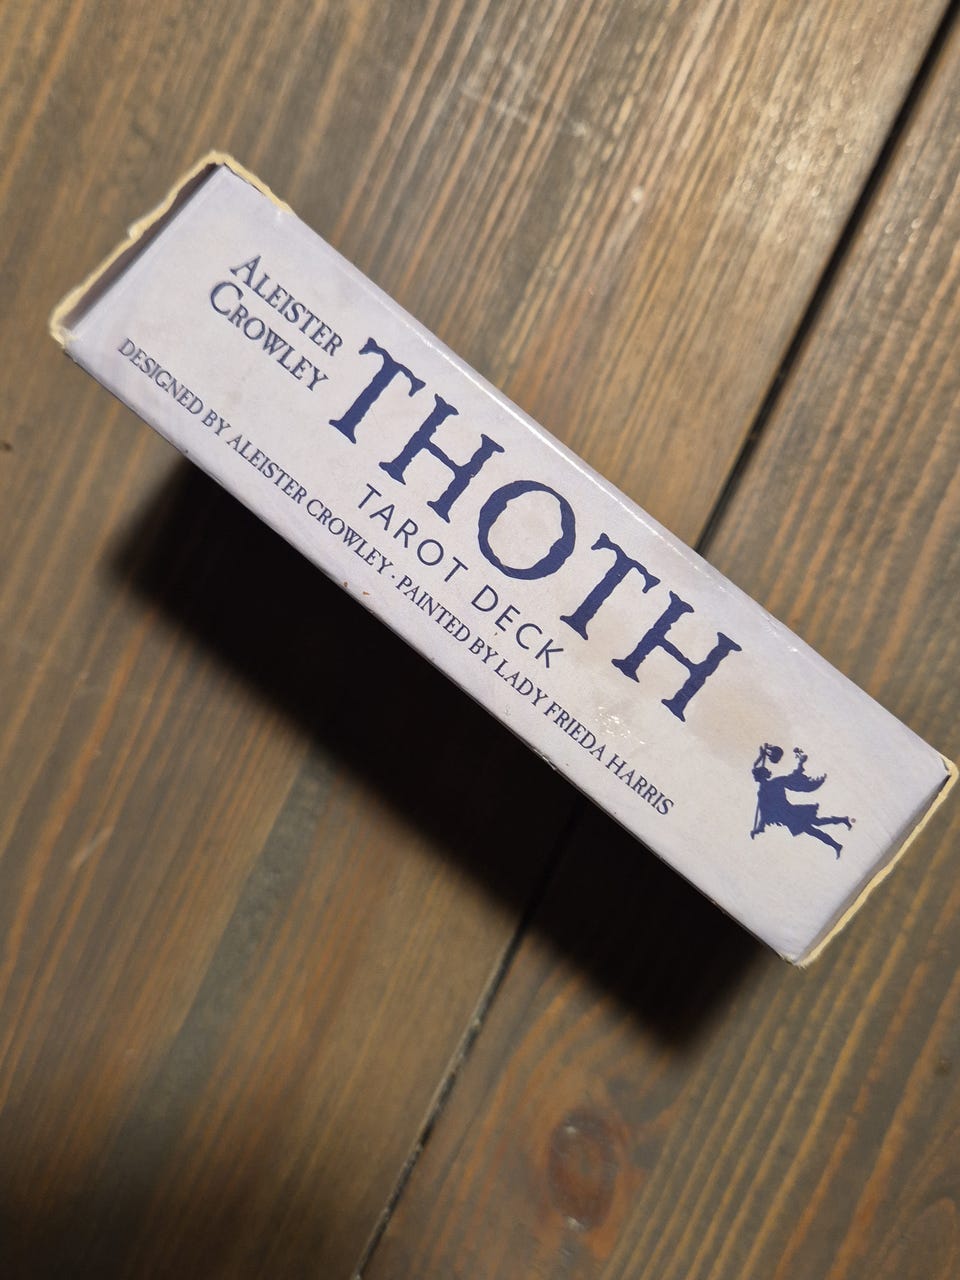 ALEISTER
CROWLEY
THOTH
TAROT DECK
DESIGNED BY ALEISTER CROWLEY · PAINTED BY LADY FRIEDA HARRIS